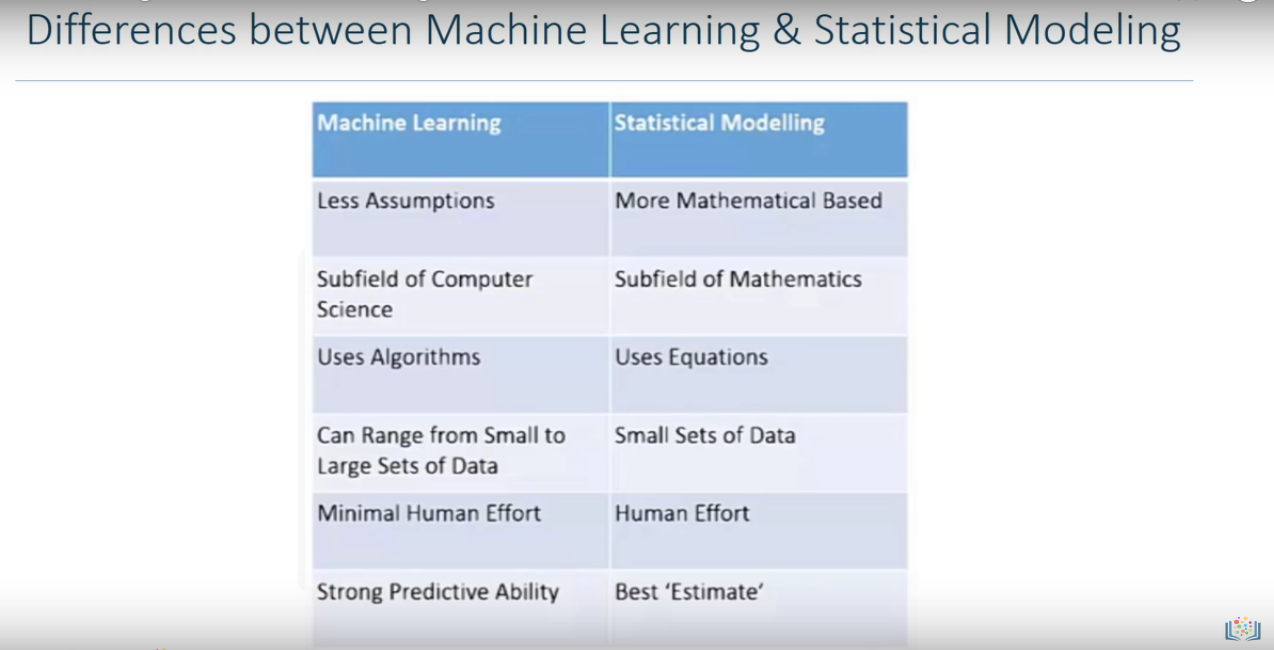 Differences between Machine Learning & Statistical Modeling
Machine Learning
Statistical Modelling
Less Assumptions
More Mathematical Based
Subfield of Computer
Science
Subfield of Mathematics
Uses Algorithms
Uses Equations
Can Range from Small to
Large Sets of Data
Small Sets of Data
Minimal Human Effort
Human Effort
Strong Predictive Ability
Best ‘Estimate’